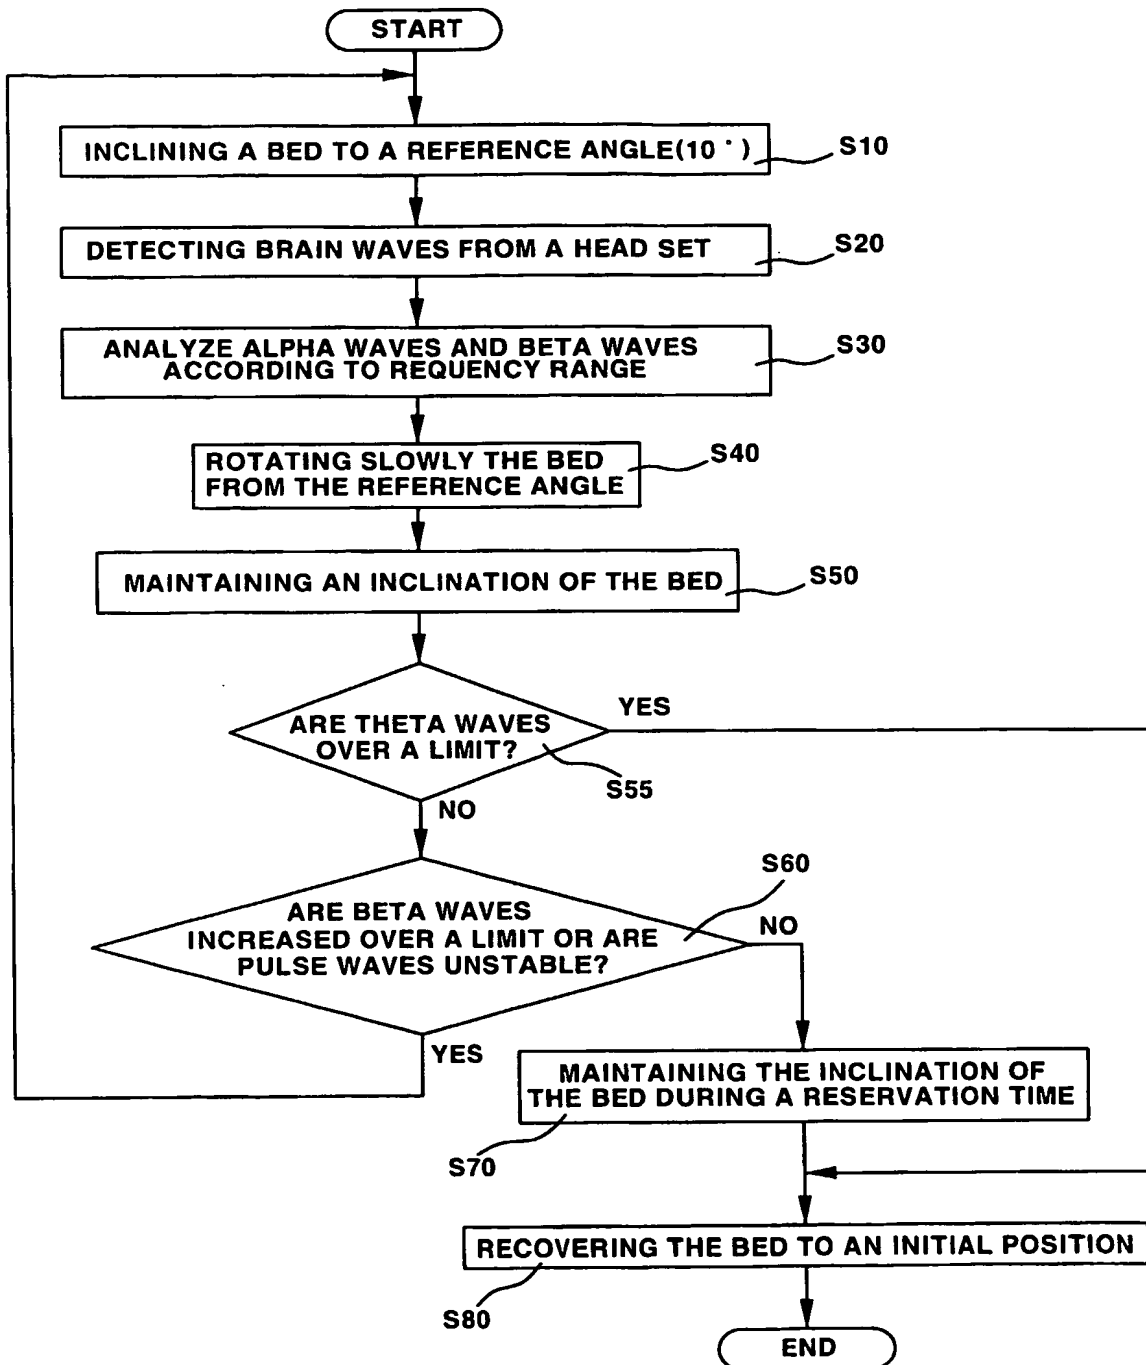 START
INCLINING A BED TO A REFERENCE ANGLE(10 ° )
S10
DETECTING BRAIN WAVES FROM A HEAD SET
S20
ANALYZE ALPHA WAVES AND BETA WAVES
ACCORDING TO REQUENCY RANGE
S30
ROTATING SLOWLY THE BED
FROM THE REFERENCE ANGLE
S40
MAINTAINING AN INCLINATION OF THE BED
S50
ARE THETA WAVES
OVER A LIMIT?
YES
S55
NO
S60
ARE BETA WAVES
INCREASED OVER A LIMIT OR ARE
PULSE WAVES UNSTABLE?
NO
YES
MAINTAINING THE INCLINATION OF
THE BED DURING A RESERVATION TIME
S70
RECOVERING THE BED TO AN INITIAL POSITION
S80
END